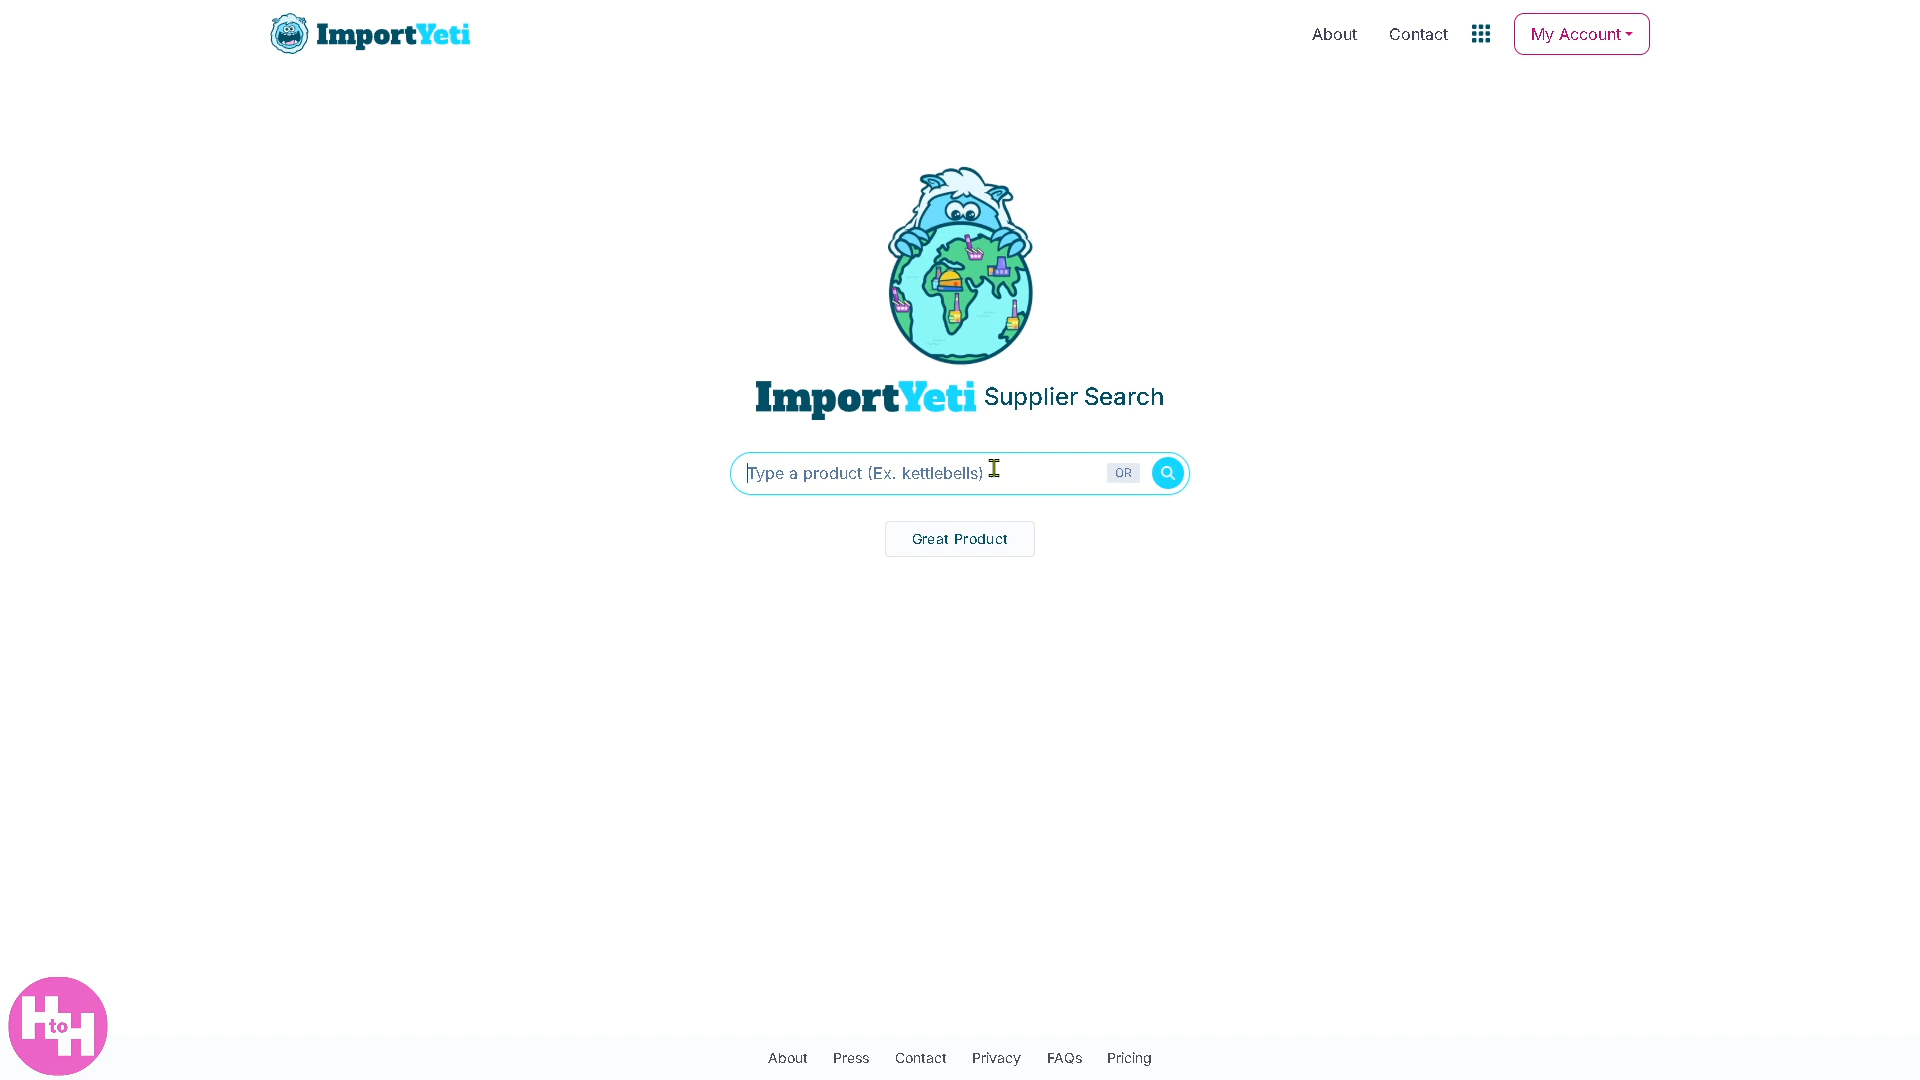 ImportYeti
About
Contact
My Account
ImportYeti Supplier Search
Type a product (Ex. kettlebells)
OR
Great Product
H to H
About
Press
Contact
Privacy
FAQs
Pricing